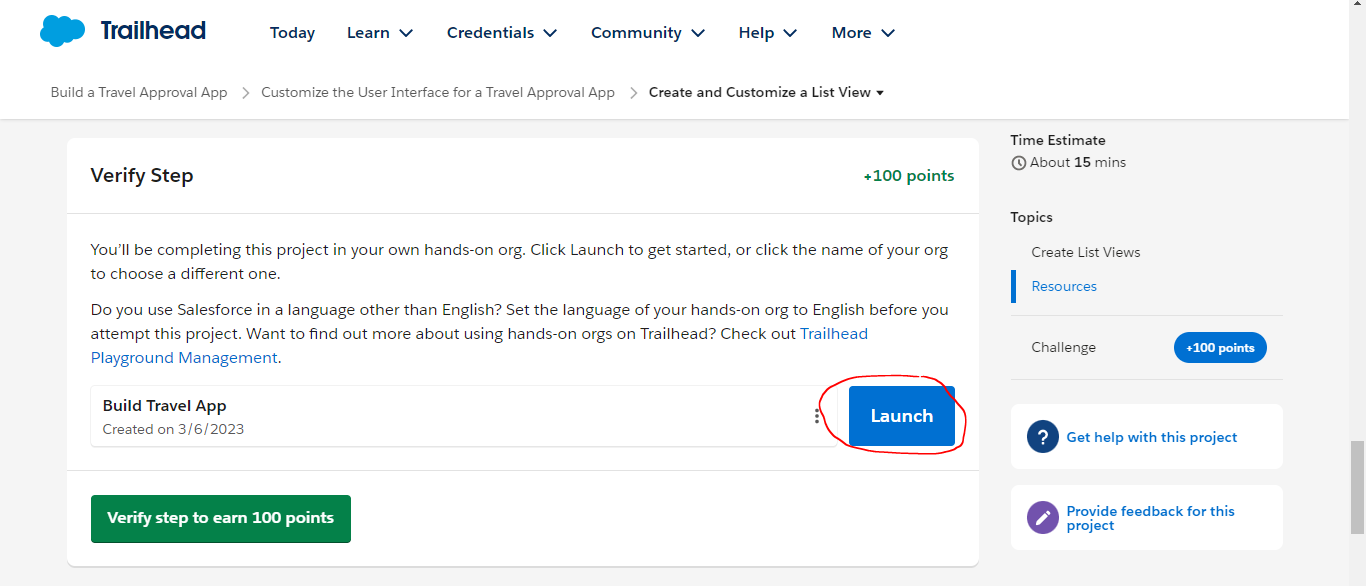 Trailhead
Today
Learn
Credentials
Community
Help
More
Build a Travel Approval App
Customize the User Interface for a Travel Approval App
Create and Customize a List View
Verify Step
+100 points
You'll be completing this project in your own hands-on org. Click Launch to get started, or click the name of your org
to choose a different one.
Do you use Salesforce in a language other than English? Set the language of your hands-on org to English before you
attempt this project. Want to find out more about using hands-on orgs on Trailhead? Check out Trailhead
Playground Management.
Build Travel App
Created on 3/6/2023
Launch
Verify step to earn 100 points
Time Estimate
About 15 mins
Topics
Create List Views
Resources
Challenge
+100 points
?
Get help with this project
Provide feedback for this
project